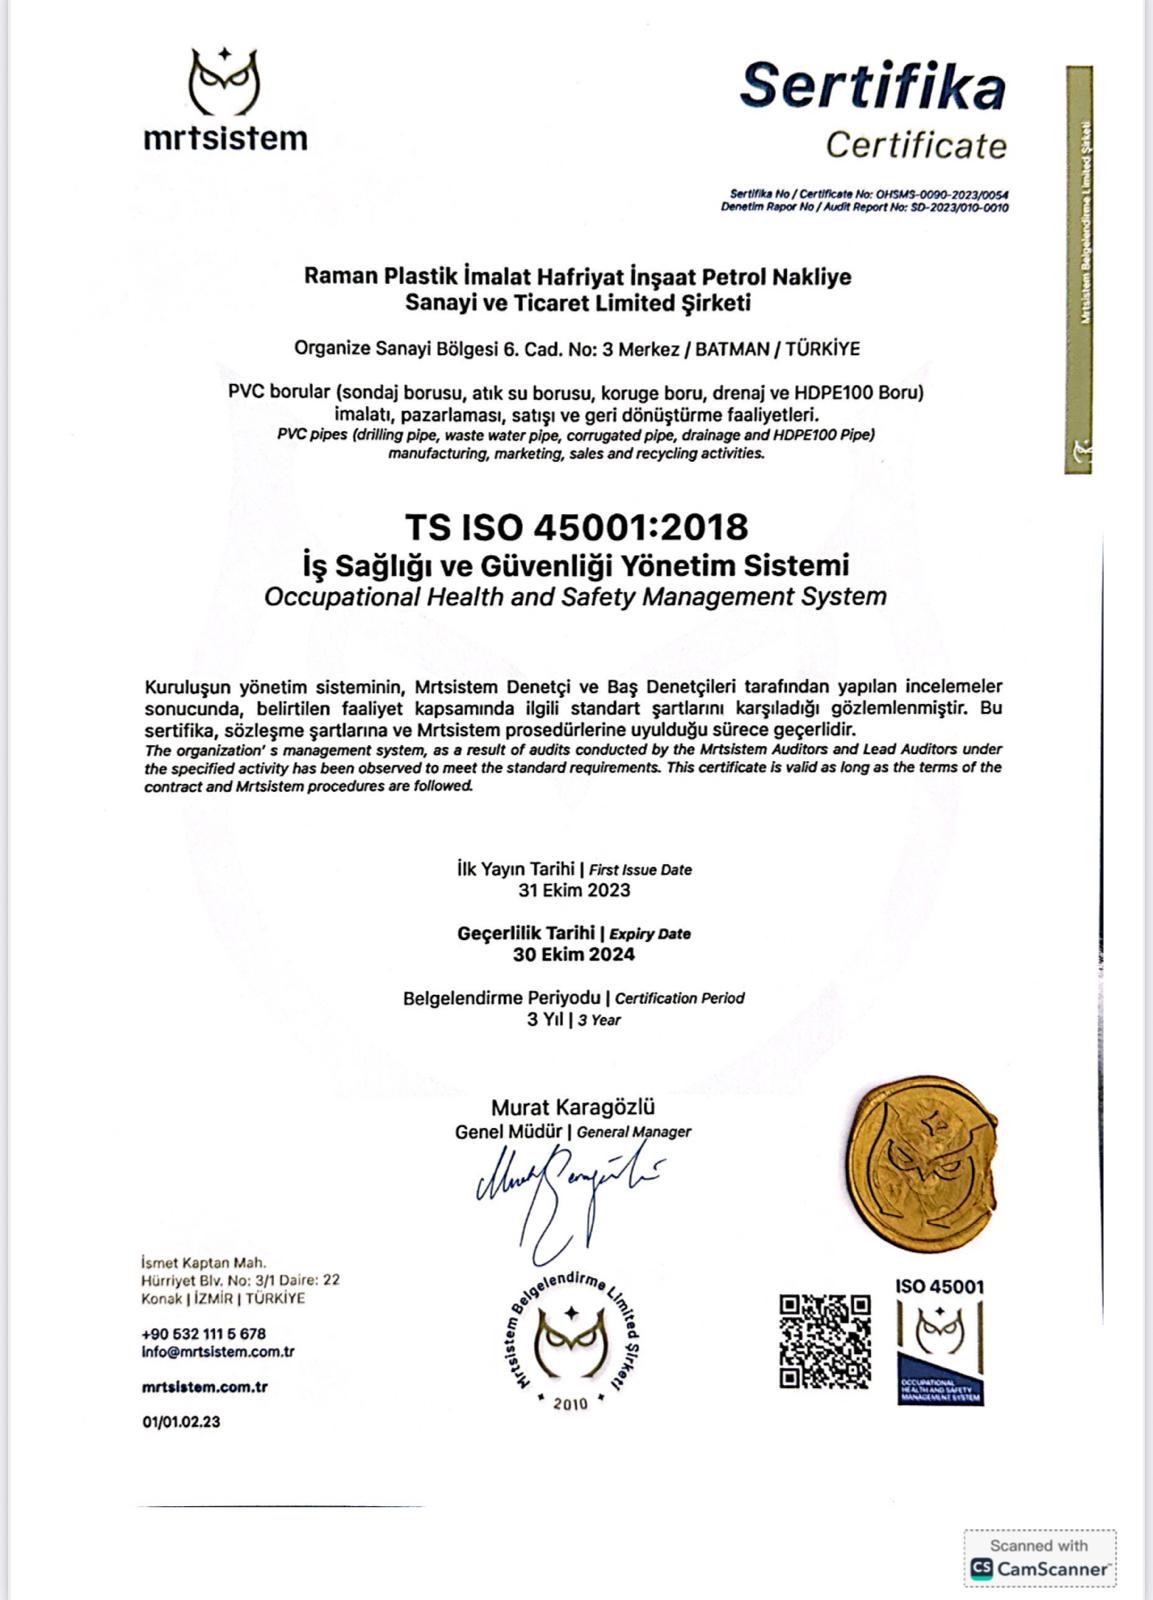 mrtsistem
Sertifika
Certificate
Sertifika No / Certificate No: OHSMS-0090-2023/0054
Denetim Rapor No / Audit Report No: SD-2023/010-0010
Mrtsistem Belgelendirme Limited Şirketi
Raman Plastik İmalat Hafriyat İnşaat Petrol Nakliye
Sanayi ve Ticaret Limited Şirketi
Organize Sanayi Bölgesi 6. Cad. No: 3 Merkez / BATMAN / TÜRKİYE
PVC borular (sondaj borusu, atık su borusu, koruge boru, drenaj ve HDPE100 Boru)
imalatı, pazarlaması, satışı ve geri dönüştürme faaliyetleri.
PVC pipes (drilling pipe, waste water pipe, corrugated pipe, drainage and HDPE100 Pipe)
manufacturing, marketing, sales and recycling activities.
TS ISO 45001:2018
İş Sağlığı ve Güvenliği Yönetim Sistemi
Occupational Health and Safety Management System
Kuruluşun yönetim sisteminin, Mrtsistem Denetçi ve Baş Denetçileri tarafından yapılan incelemeler
sonucunda, belirtilen faaliyet kapsamında ilgili standart şartlarını karşıladığı gözlemlenmiştir. Bu
sertifika, sözleşme şartlarına ve Mrtsistem prosedürlerine uyulduğu sürece geçerlidir.
The organization' s management system, as a result of audits conducted by the Mrtsistem Auditors and Lead Auditors under
the specified activity has been observed to meet the standard requirements. This certificate is valid as long as the terms of the
contract and Mrtsistem procedures are followed.
İlk Yayın Tarihi | First Issue Date
31 Ekim 2023
Geçerlilik Tarihi | Expiry Date
30 Ekim 2024
Belgelendirme Periyodu | Certification Period
3 Yıl | 3 Year
Murat Karagözlü
Genel Müdür | General Manager
İsmet Kaptan Mah.
Hürriyet Blv. No: 3/1 Daire: 22
Konak | İZMİR | TÜRKİYE
+90 532 111 5 678
info@mrtsistem.com.tr
mrtsistem.com.tr
01/01.02.23
Mrtsistem Belgelendirme Limited Şirketi
2010
ISO 45001
OCCUPATIONAL
HEALTH AND SAFETY
MANAGEMENT SYSTEM
Scanned with
CS CamScanner